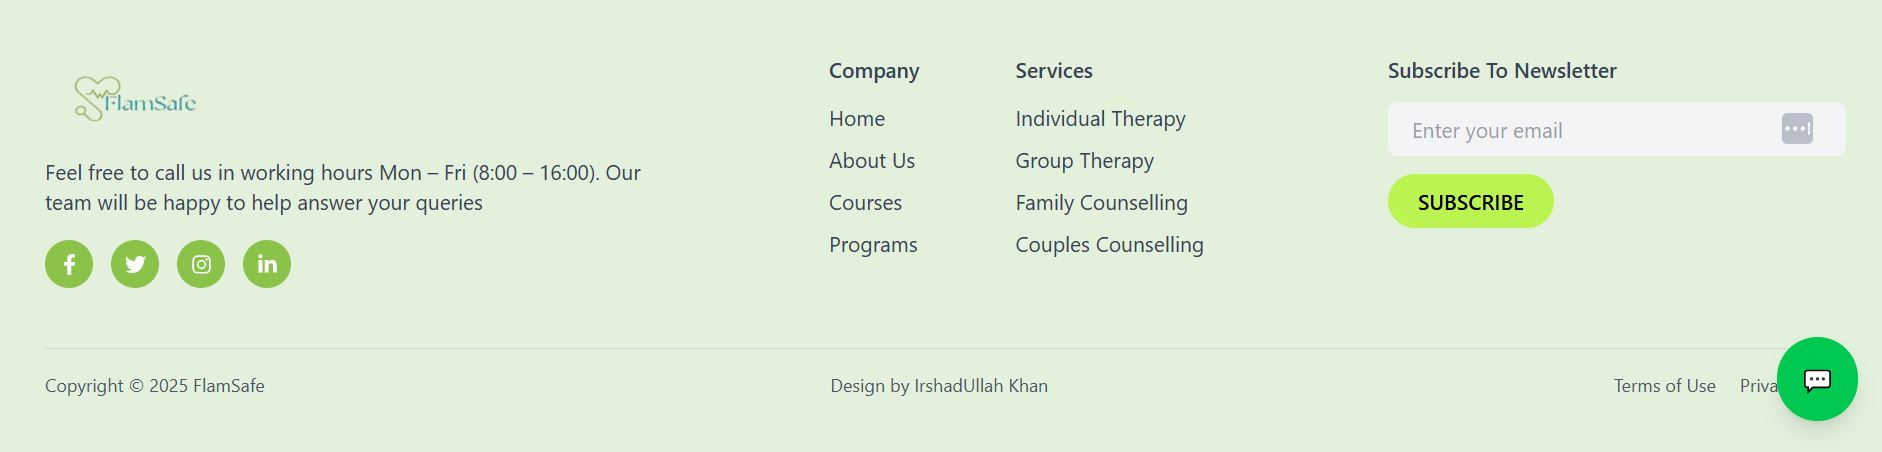 FlamSafe
Feel free to call us in working hours Mon – Fri (8:00 – 16:00). Our
team will be happy to help answer your queries
Company
Home
About Us
Courses
Programs
Services
Individual Therapy
Group Therapy
Family Counselling
Couples Counselling
Subscribe To Newsletter
Enter your email
SUBSCRIBE
Copyright © 2025 FlamSafe
Design by IrshadUllah Khan
Terms of Use